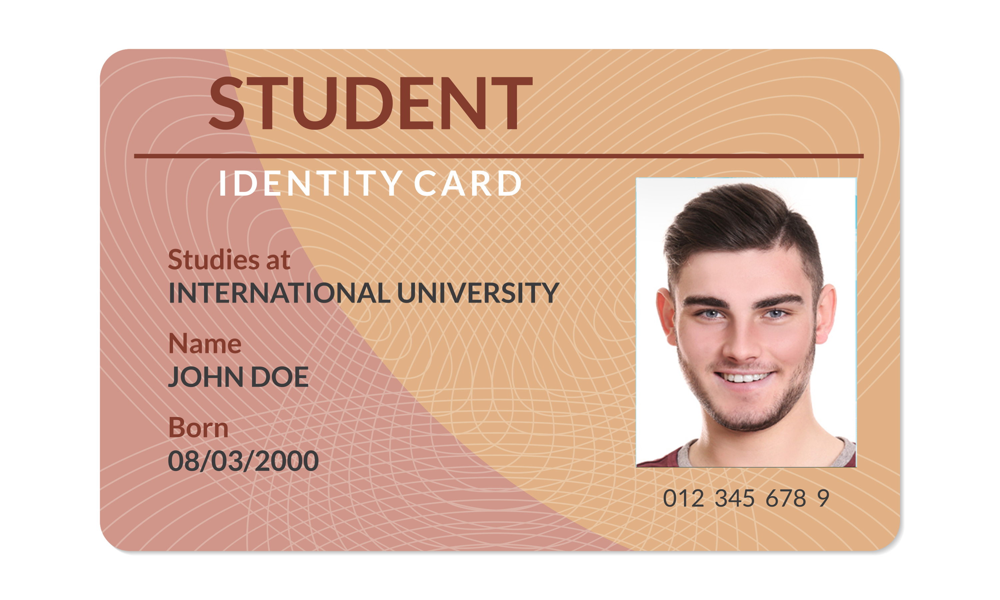 STUDENT
IDENTITY CARD
Studies at
INTERNATIONAL UNIVERSITY
Name
JOHN DOE
Born
08/03/2000
012 345 678 9